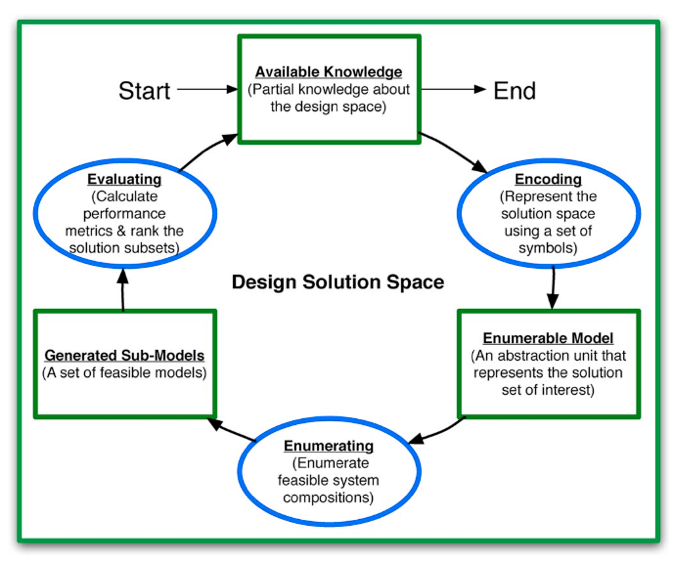 Available Knowledge
(Partial knowledge about
the design space)
Start
End
Encoding
(Represent the
solution space
using a set of
symbols)
Evaluating
(Calculate
performance
metrics & rank the
solution subsets)
Design Solution Space
Enumerable Model
(An abstraction unit that
represents the solution
set of interest)
Generated Sub-Models
(A set of feasible models)
Enumerating
(Enumerate
feasible system
compositions)